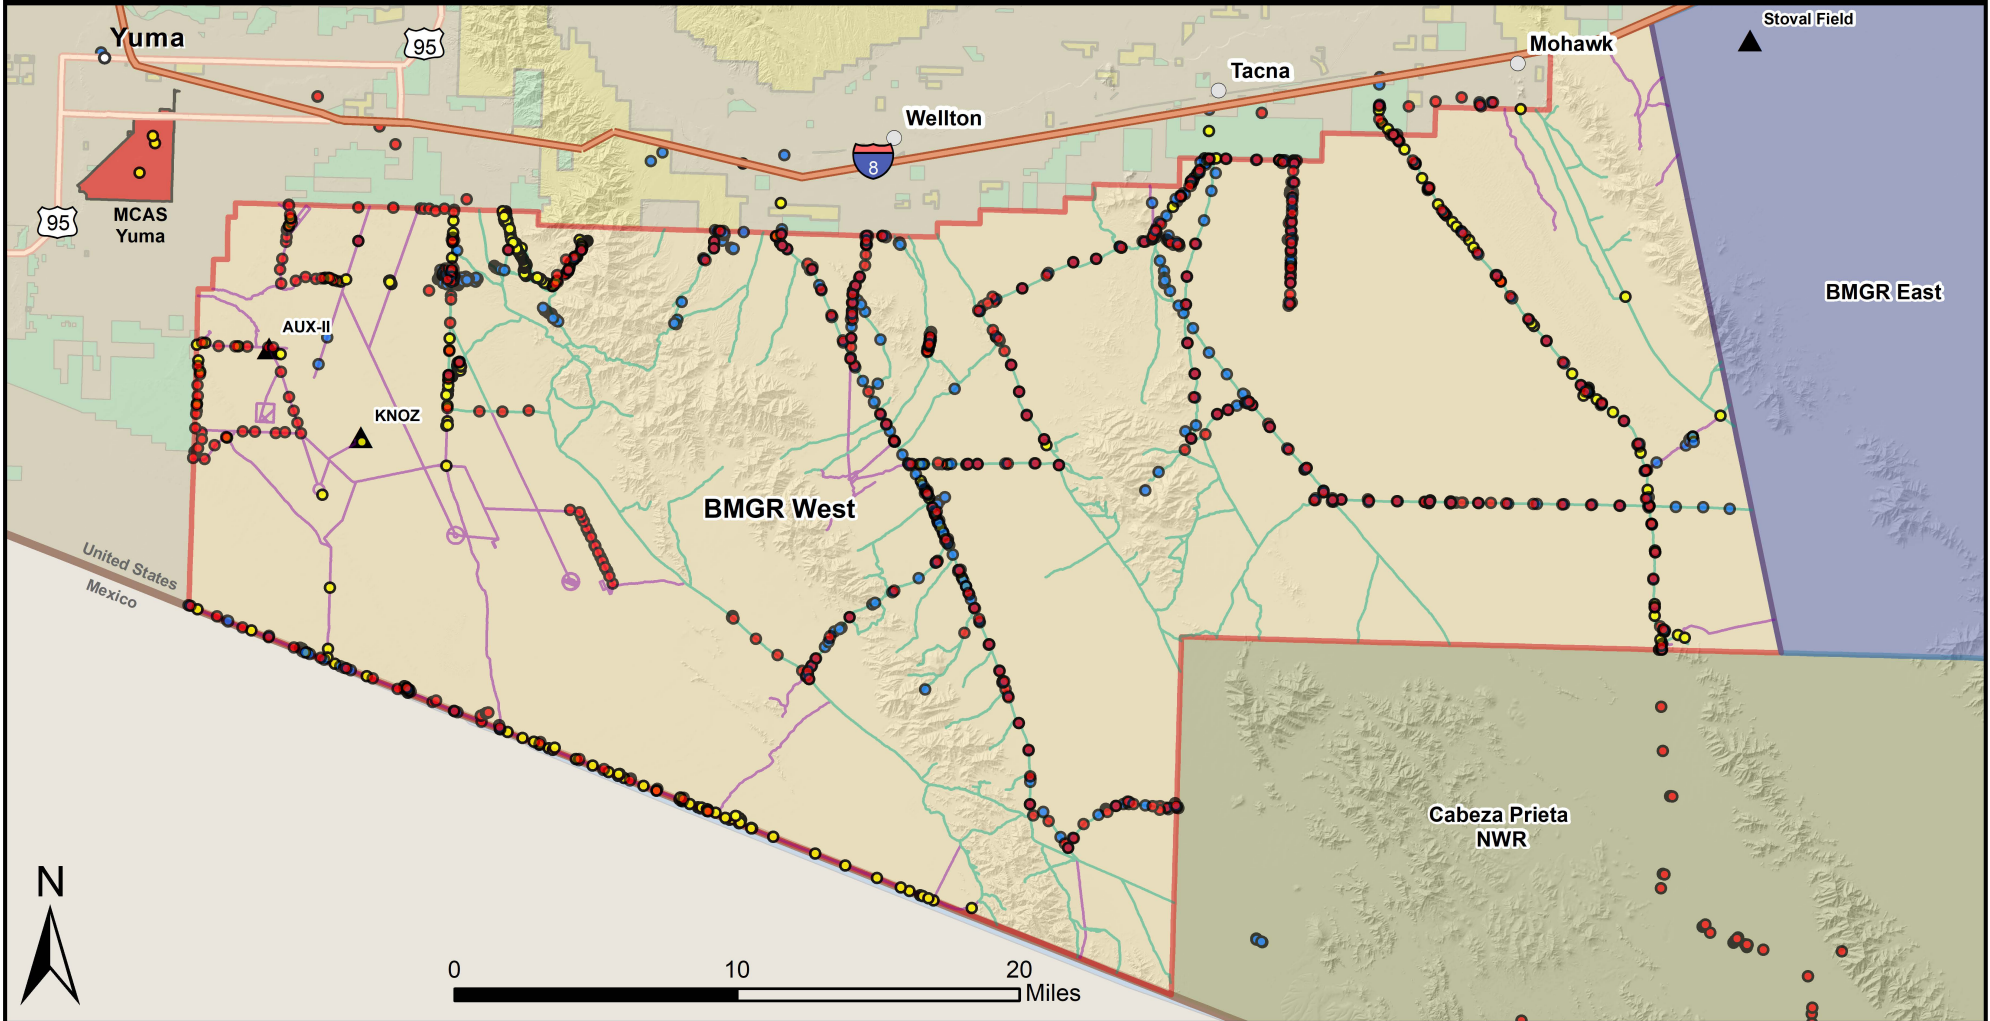 Stoval Field
Yuma
95
Mohawk
Tacna
Wellton
8
MCAS
Yuma
95
BMGR East
AUX-II
KNOZ
BMGR West
United States
Mexico
Cabeza Prieta
NWR
N
0 10 20
Miles